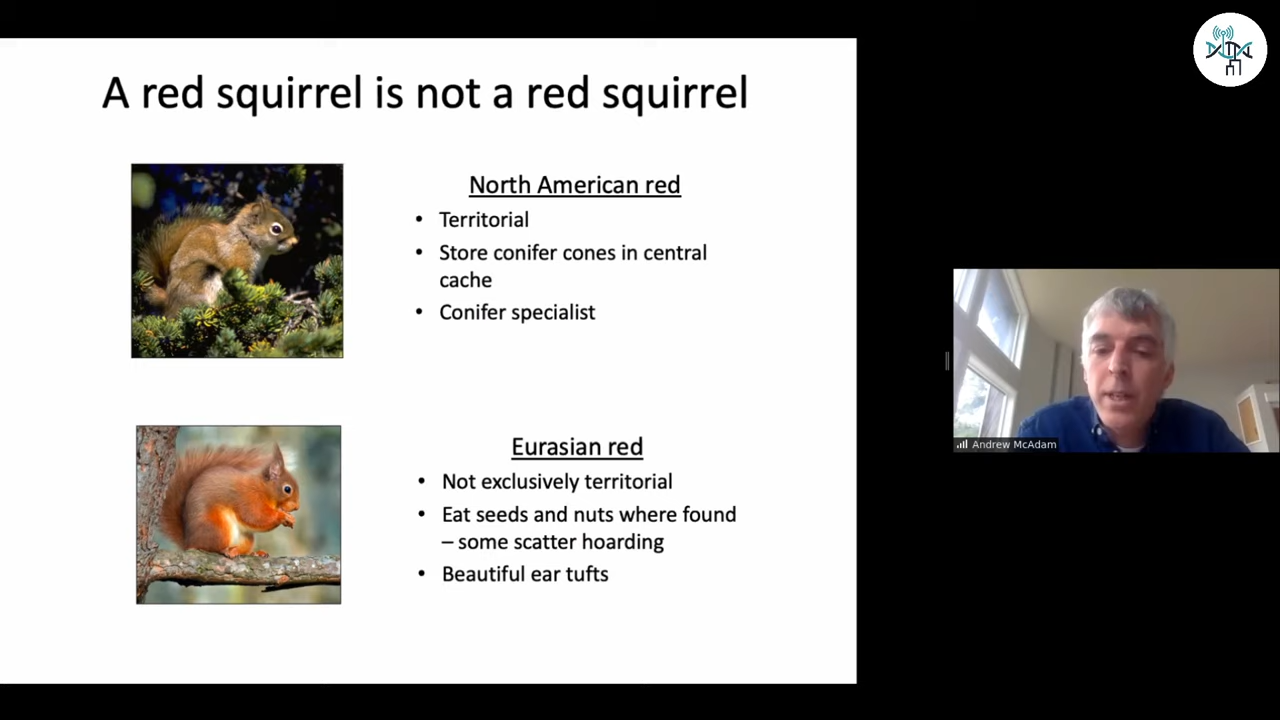 A red squirrel is not a red squirrel
North American red
• Territorial
• Store conifer cones in central
cache
• Conifer specialist
Eurasian red
• Not exclusively territorial
• Eat seeds and nuts where found
– some scatter hoarding
• Beautiful ear tufts
Andrew McAdam